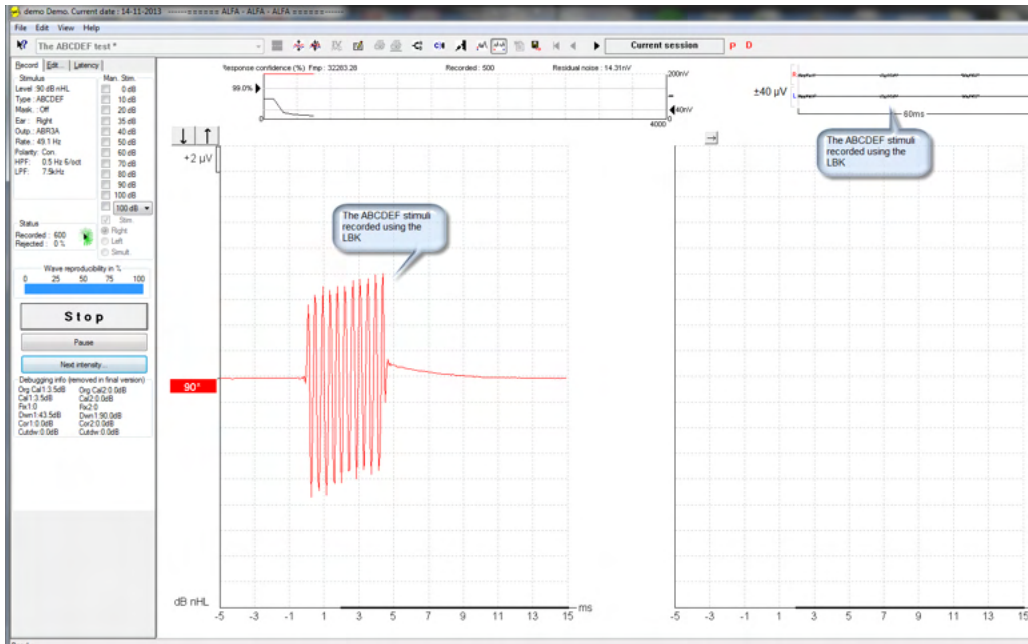 demo Demo. Current date : 14-11-2013 ------====== ALFA - ALFA - ALFA ======------
File Edit View Help
The ABCDEF test *
Current session
P D
Record Edit... Latency
Stimulus
Level :90 dB nHL
Type : ABCDEF
Mask. : Off
Ear : Right
Outp.: ABR3A
Rate.: 49.1 Hz
Polarity: Con.
HPF: 0.5 Hz 6/oct
LPF: 7.5kHz
Man. Stim.
0 dB
10 dB
20 dB
35 dB
40 dB
50 dB
60 dB
70 dB
80 dB
90 dB
100 dB
100 dB
Stim.
Right
Left
Simult.
Status
Recorded : 600
Rejected : 0 %
Wave reproducibility in %
0 25 50 75 100
Stop
Pause
Next intensity...
Debugging info (removed in final version)
Org Cal1:3.5dB Org Cal2:0.0dB
Cal1:3.5dB Cal2:0.0dB
Fix1:0 Fix2:0
Dwn1:43.5dB Dwn1:90.0dB
Cor1:0.0dB Cor2:0.0dB
Cutdw:0.0dB Cutdw:0.0dB
Response confidence (%) Fmp : 32283.28 Recorded : 500 Residual noise : 14.31nV
99.0%
200nV
40nV
0
0
4000
±40 µV
R
L
60ms
The ABCDEF stimuli
recorded using the
LBK
+2 µV
The ABCDEF stimuli
recorded using the
LBK
90*
dB nHL
-5 -3 -1 1 3 5 7 9 11 13 15
ms
-5 -3 -1 1 3 5 7 9 11 13 15